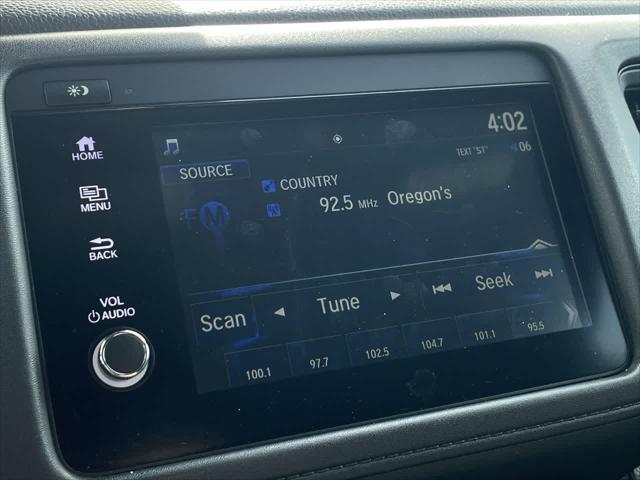 4:02
HOME
SOURCE
TEXT "ST"
06
COUNTRY
FM
92.5 MHz Oregon's
MENU
BACK
VOL
AUDIO
Scan
Tune
Seek
100.1
97.7
102.5
104.7
101.1
95.5